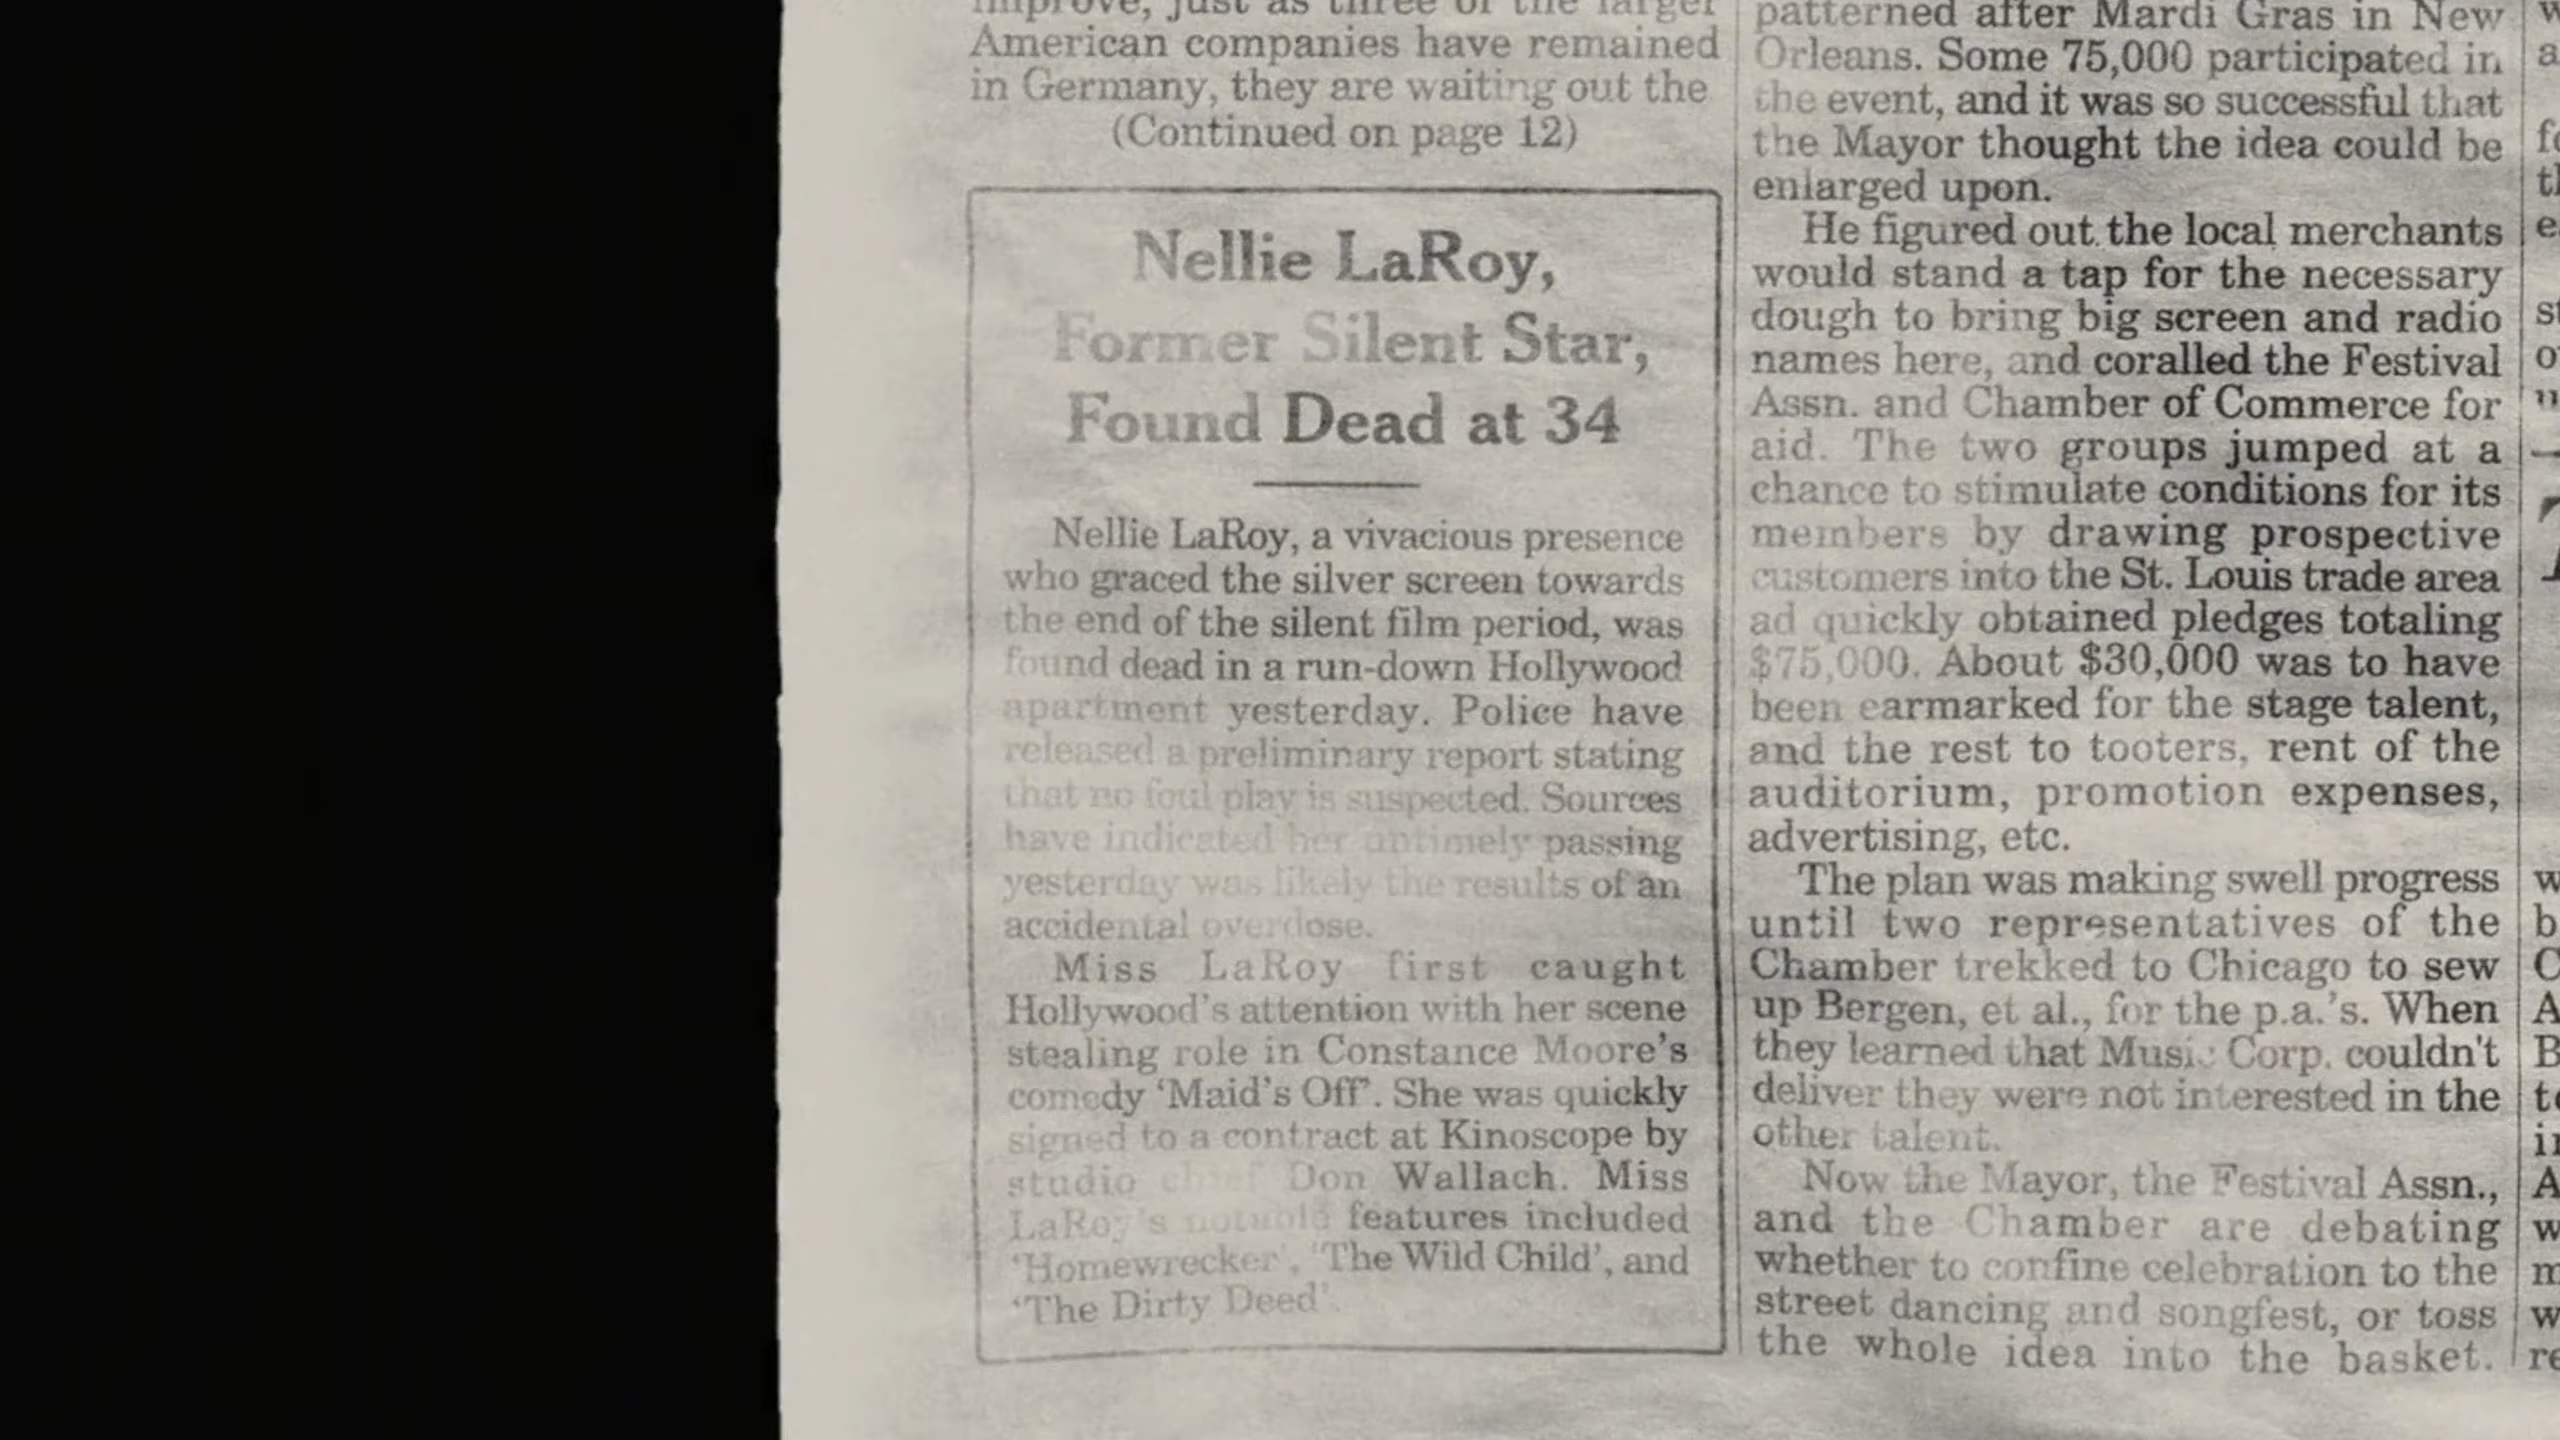 improve, just as three of the larger
American companies have remained
in Germany, they are waiting out the
(Continued on page 12)
Nellie LaRoy,
Former Silent Star,
Found Dead at 34
Nellie LaRoy, a vivacious presence
who graced the silver screen towards
the end of the silent film period, was
found dead in a run-down Hollywood
apartment yesterday. Police have
released a preliminary report stating
that no foul play is suspected. Sources
have indicated her untimely passing
yesterday was likely the results of an
accidental overdose.
Miss LaRoy first caught
Hollywood's attention with her scene
stealing role in Constance Moore's
comedy 'Maid's Off'. She was quickly
signed to a contract at Kinoscope by
studio chief Don Wallach. Miss
LaRoy's notable features included
'Homewrecker', 'The Wild Child', and
'The Dirty Deed'.
patterned after Mardi Gras in New
Orleans. Some 75,000 participated in
the event, and it was so successful that
the Mayor thought the idea could be
enlarged upon.
He figured out the local merchants
would stand a tap for the necessary
dough to bring big screen and radio
names here, and coralled the Festival
Assn. and Chamber of Commerce for
aid. The two groups jumped at a
chance to stimulate conditions for its
members by drawing prospective
customers into the St. Louis trade area
ad quickly obtained pledges totaling
$75,000. About $30,000 was to have
been earmarked for the stage talent,
and the rest to tooters, rent of the
auditorium, promotion expenses,
advertising, etc.
The plan was making swell progress
until two representatives of the
Chamber trekked to Chicago to sew
up Bergen, et al., for the p.a.'s. When
they learned that Music Corp. couldn't
deliver they were not interested in the
other talent.
Now the Mayor, the Festival Assn.,
and the Chamber are debating
whether to confine celebration to the
street dancing and songfest, or toss
the whole idea into the basket.